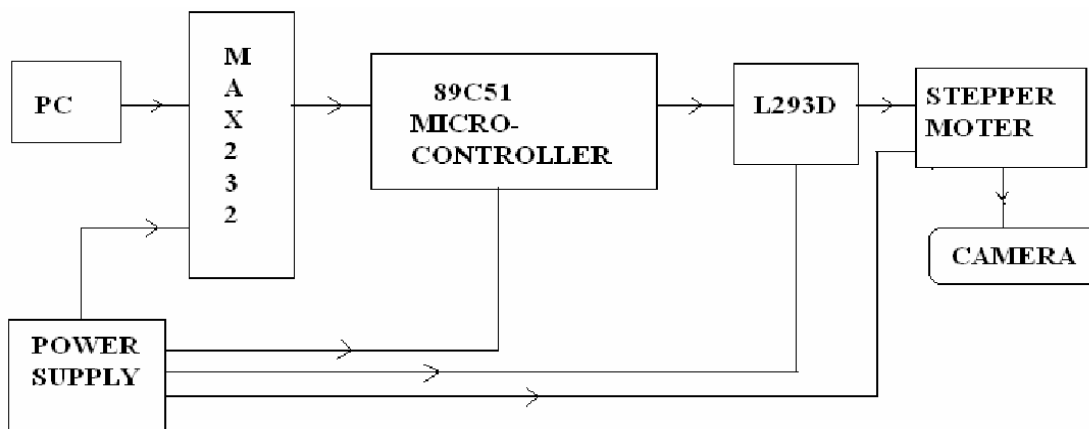 PC
M
A
X
2
3
2
89C51
MICRO-
CONTROLLER
L293D
STEPPER
MOTER
CAMERA
POWER
SUPPLY